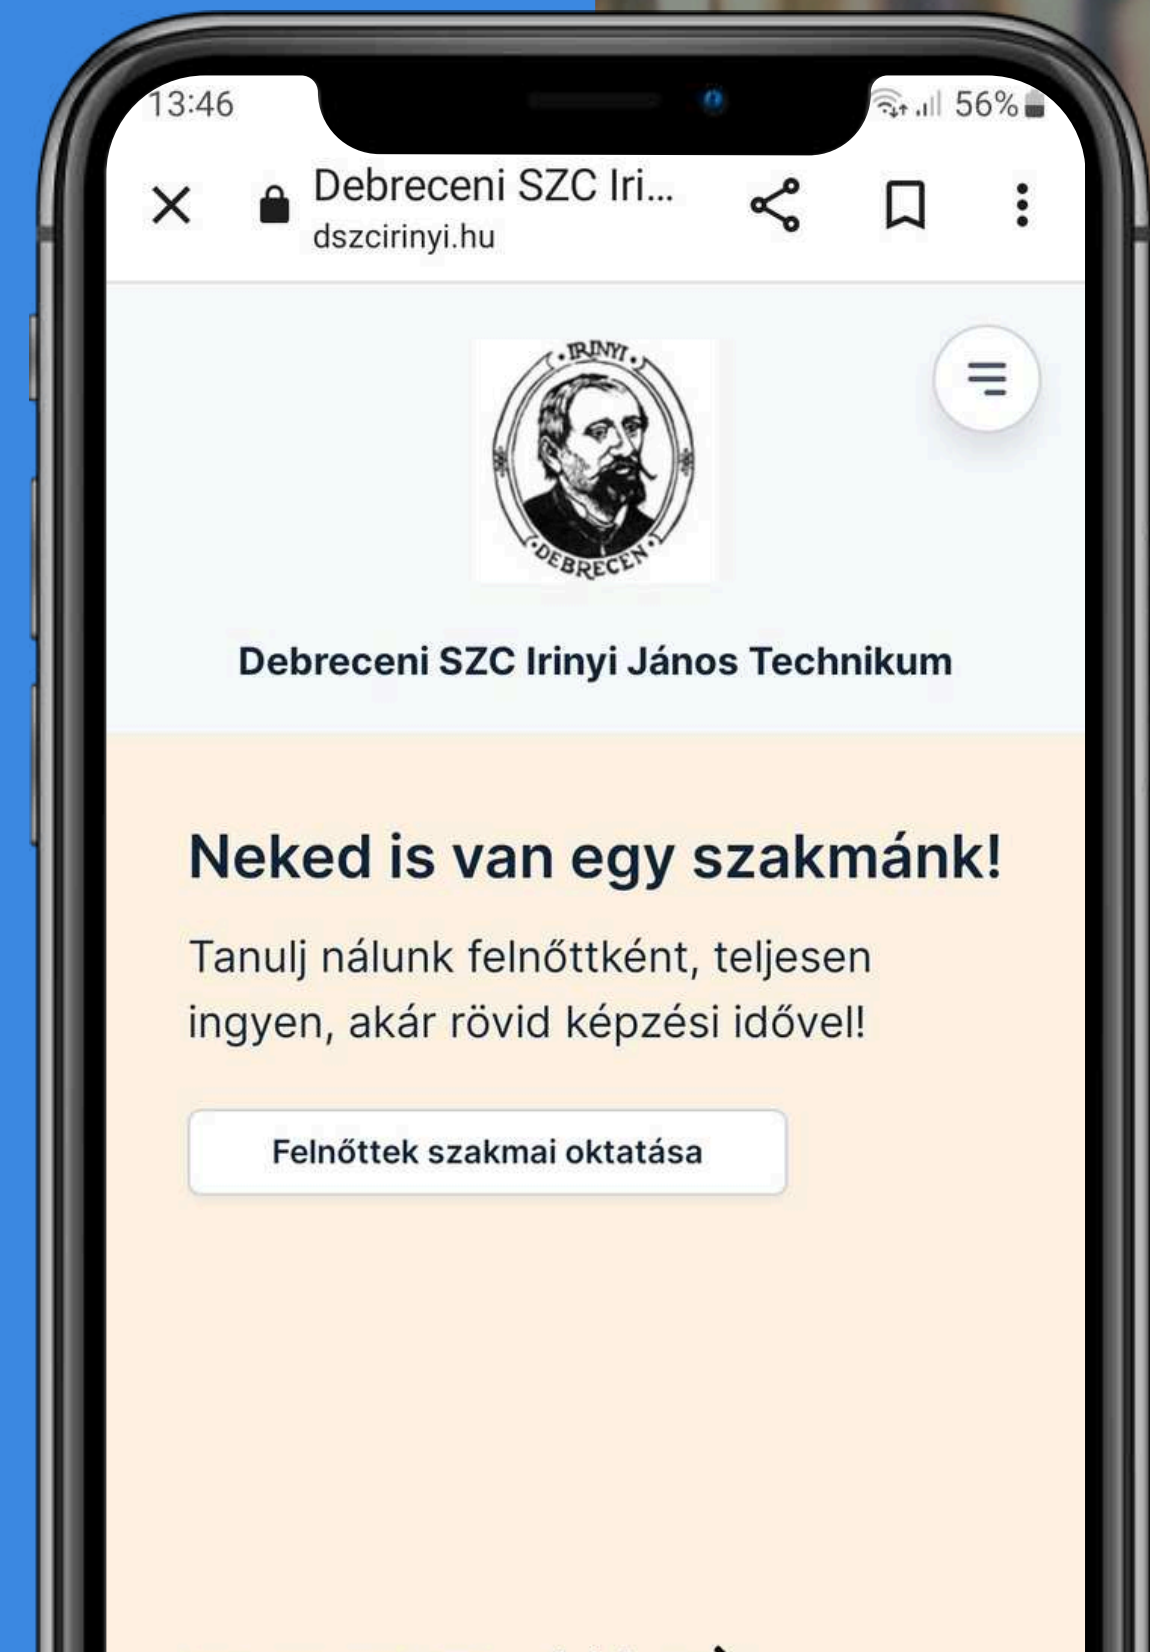 13:46
56%
Debreceni SZC Iri...
dszcirinyi.hu
IRINYI
DEBRECEN
Debreceni SZC Irinyi János Technikum
Neked is van egy szakmánk!
Tanulj nálunk felnőttként, teljesen
ingyen, akár rövid képzési idővel!
Felnőttek szakmai oktatása